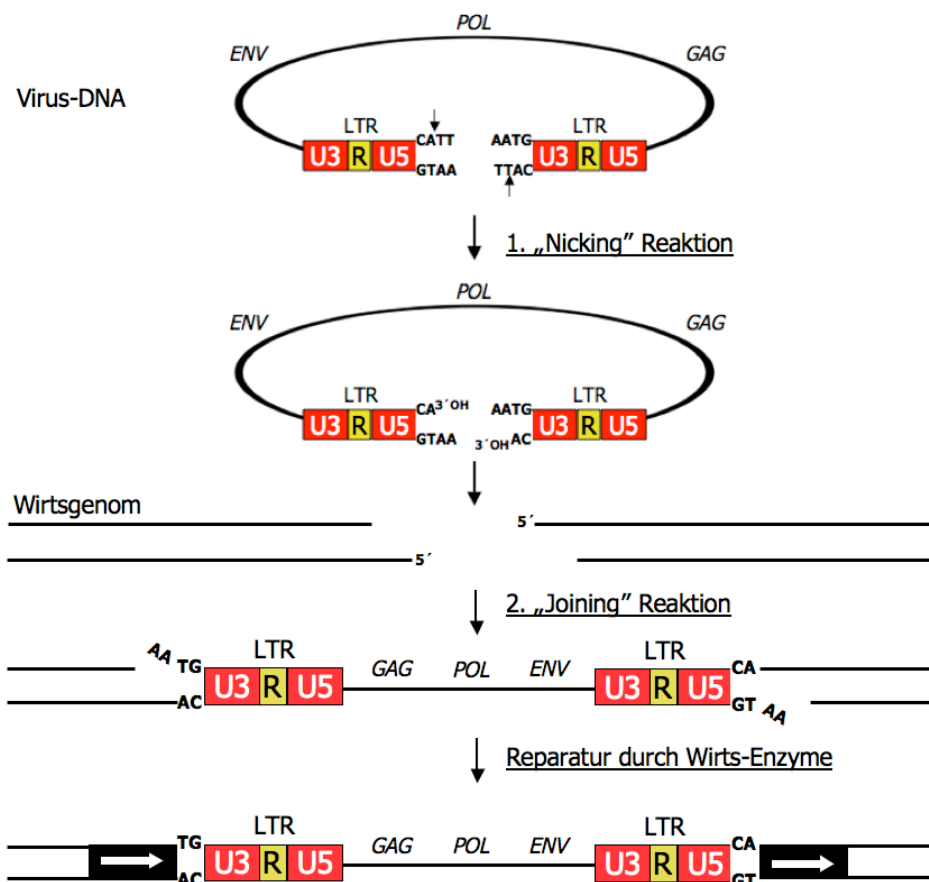 POL
ENV GAG
Virus-DNA
LTR CATT AATG LTR
U3 R U5 U3 R U5
GTAA TTAC
1. „Nicking” Reaktion
POL
ENV GAG
LTR CA3´OH AATG LTR
U3 R U5 U3 R U5
GTAA 3´OH AC
Wirtsgenom
5´
5´
2. „Joining” Reaktion
LTR LTR
AA TG GAG POL ENV CA
U3 R U5 U3 R U5
AC GT AA
Reparatur durch Wirts-Enzyme
LTR LTR
TG GAG POL ENV CA
U3 R U5 U3 R U5
AC GT